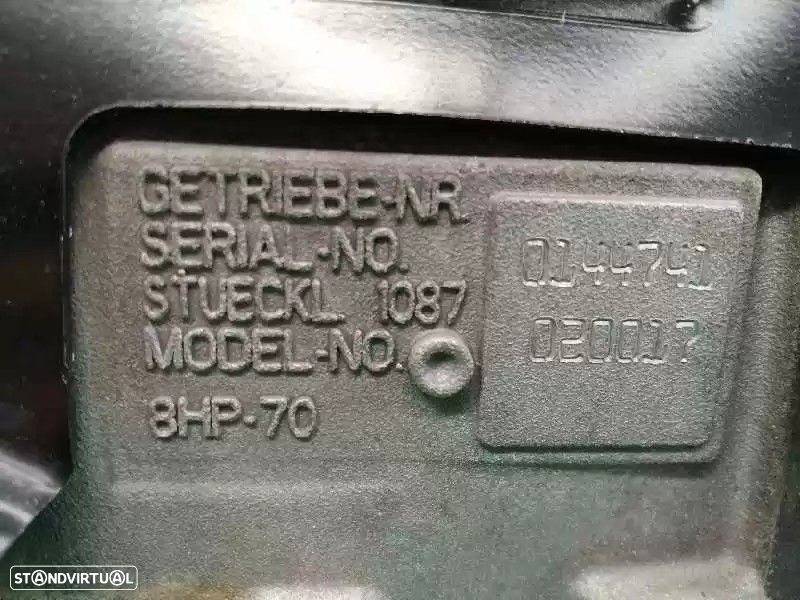 GETRIEBE-NR.
SERIAL-NO.
0144741
STUECKL. 1087
MODEL-NO.
020017
8HP-70
STANDVIRTUAL